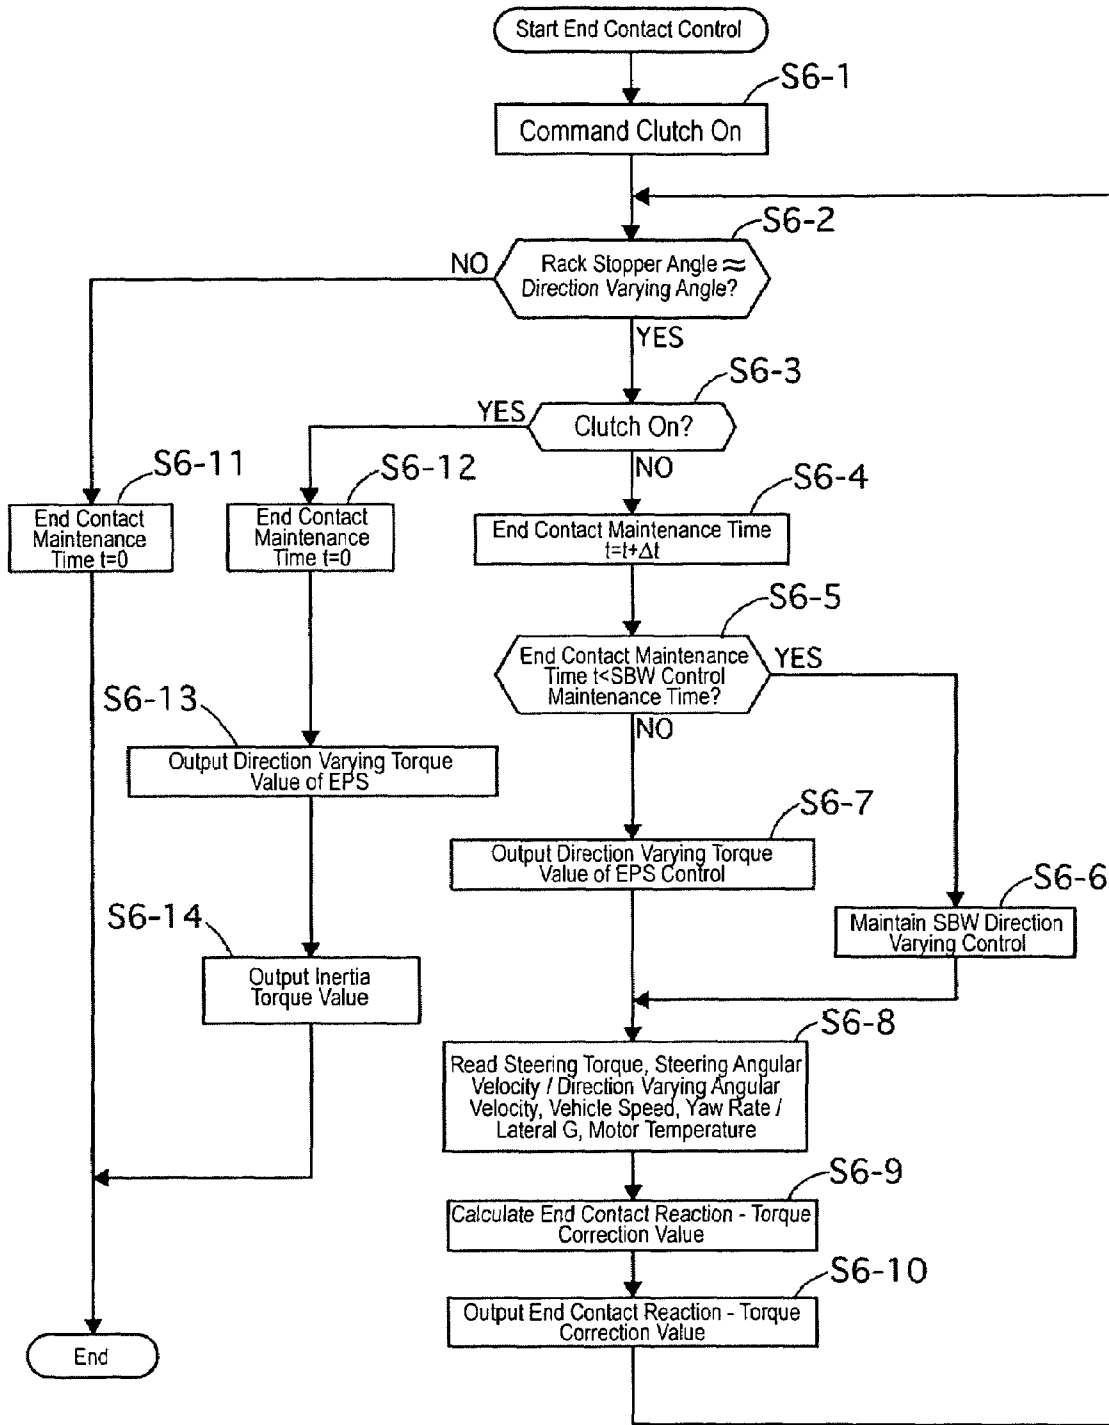 Start End Contact Control
S6-1
Command Clutch On
S6-2
NO
Rack Stopper Angle ≈
Direction Varying Angle?
YES
S6-3
YES
Clutch On?
NO
S6-11
S6-12
S6-4
End Contact
Maintenance
Time t=0
End Contact
Maintenance
Time t=0
End Contact Maintenance Time
t=t+Δt
S6-5
End Contact Maintenance
Time t<SBW Control
Maintenance Time?
YES
NO
S6-13
Output Direction Varying Torque
Value of EPS
S6-7
Output Direction Varying Torque
Value of EPS Control
S6-6
Maintain SBW Direction
Varying Control
S6-14
Output Inertia
Torque Value
S6-8
Read Steering Torque, Steering Angular
Velocity / Direction Varying Angular
Velocity, Vehicle Speed, Yaw Rate /
Lateral G, Motor Temperature
S6-9
Calculate End Contact Reaction - Torque
Correction Value
S6-10
Output End Contact Reaction - Torque
Correction Value
End